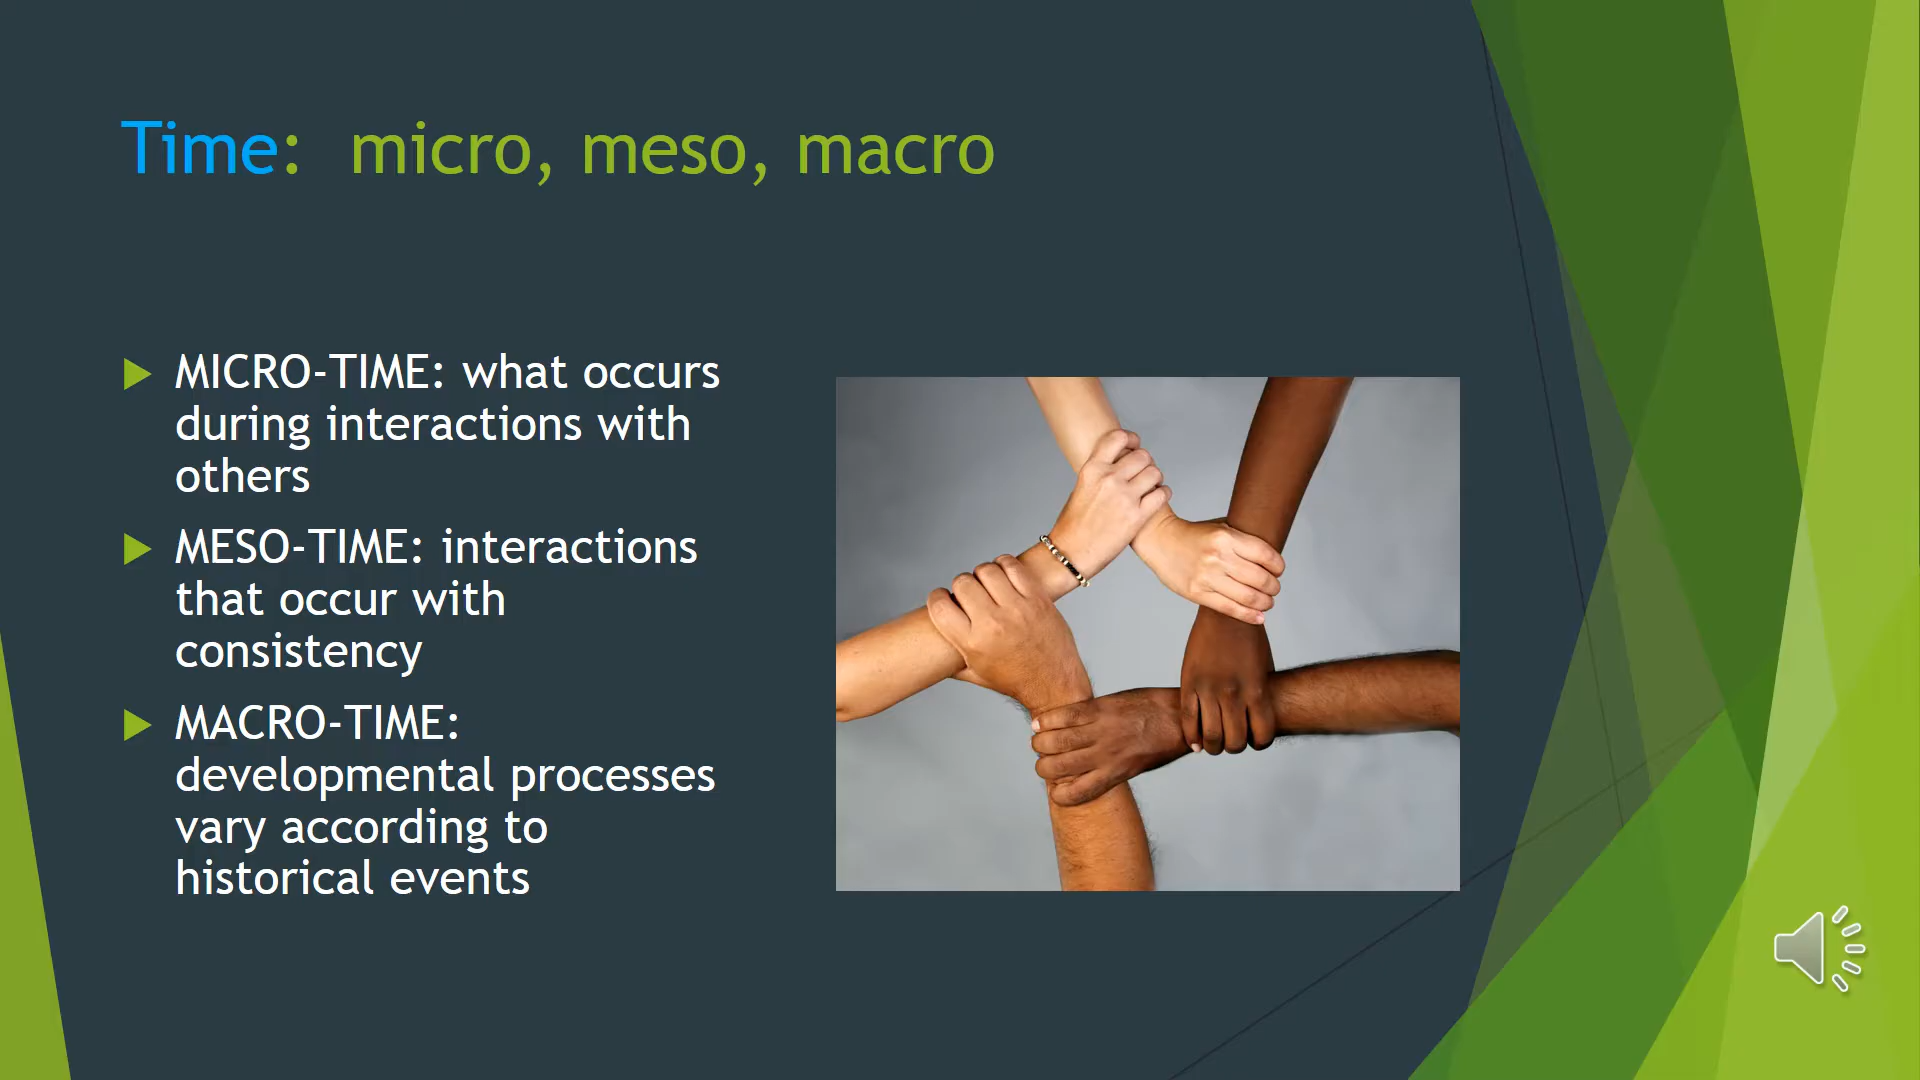 Time: micro, meso, macro
MICRO-TIME: what occurs
during interactions with
others
MESO-TIME: interactions
that occur with
consistency
MACRO-TIME:
developmental processes
vary according to
historical events